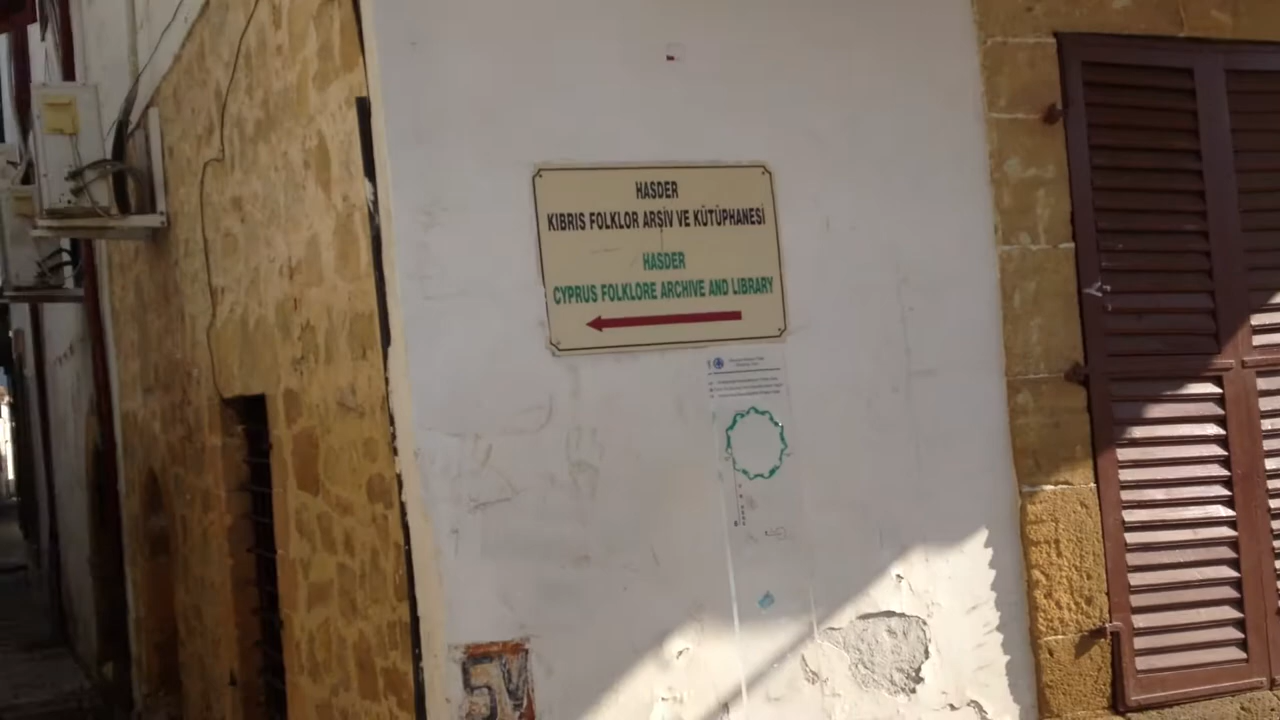 HASDER
KIBRIS FOLKLOR ARŞİV VE KÜTÜPHANESİ
HASDER
CYPRUS FOLKLORE ARCHIVE AND LIBRARY